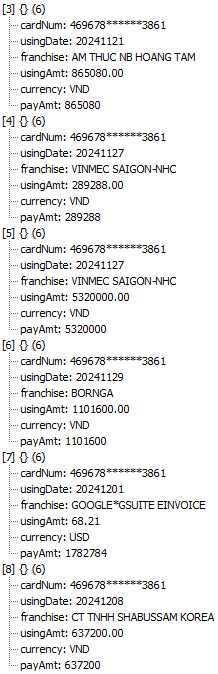 [3] {} (6)
cardNum: 469678******3861
usingDate: 20241121
franchise: AM THUC NB HOANG TAM
usingAmt: 865080.00
currency: VND
payAmt: 865080
[4] {} (6)
cardNum: 469678******3861
usingDate: 20241127
franchise: VINMEC SAIGON-NHC
usingAmt: 289288.00
currency: VND
payAmt: 289288
[5] {} (6)
cardNum: 469678******3861
usingDate: 20241127
franchise: VINMEC SAIGON-NHC
usingAmt: 5320000.00
currency: VND
payAmt: 5320000
[6] {} (6)
cardNum: 469678******3861
usingDate: 20241129
franchise: BORNGA
usingAmt: 1101600.00
currency: VND
payAmt: 1101600
[7] {} (6)
cardNum: 469678******3861
usingDate: 20241201
franchise: GOOGLE*GSUITE EINVOICE
usingAmt: 68.21
currency: USD
payAmt: 1782784
[8] {} (6)
cardNum: 469678******3861
usingDate: 20241208
franchise: CT TNHH SHABUSSAM KOREA
usingAmt: 637200.00
currency: VND
payAmt: 637200